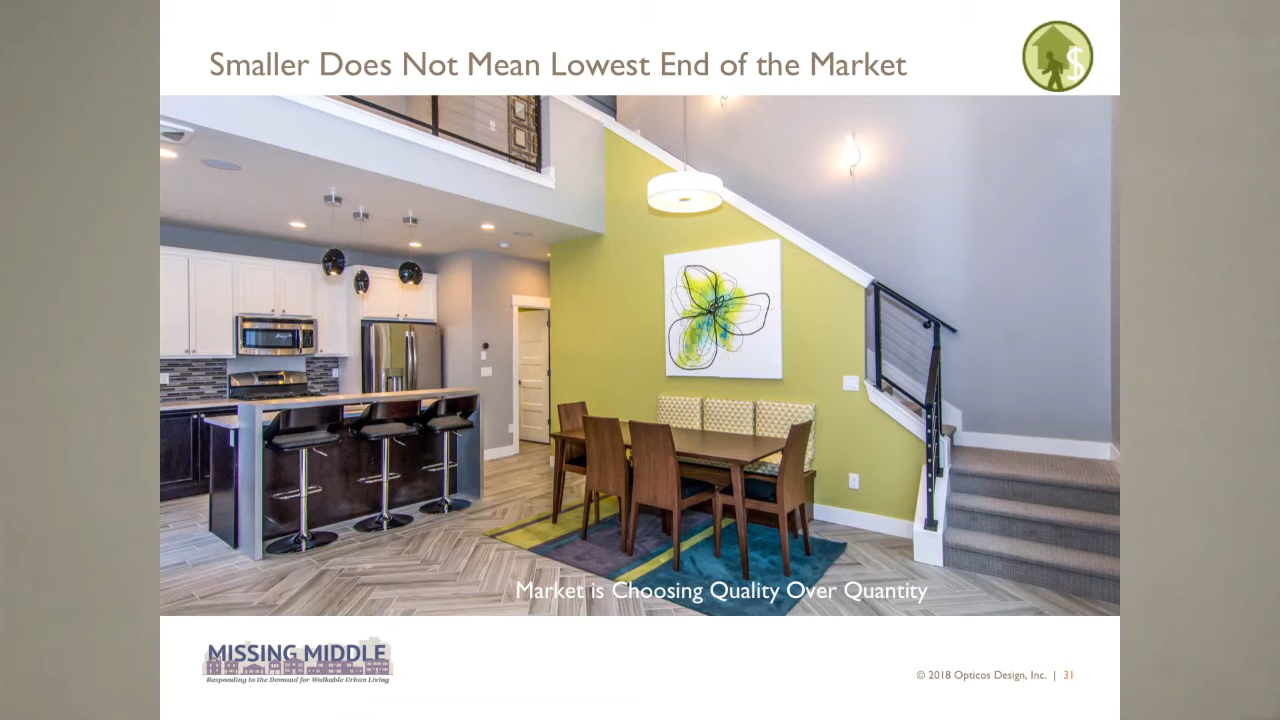 Smaller Does Not Mean Lowest End of the Market
$
Market is Choosing Quality Over Quantity
MISSING MIDDLE
Responding to the Demand for Walkable Urban Living
© 2018 Opticos Design, Inc. | 31